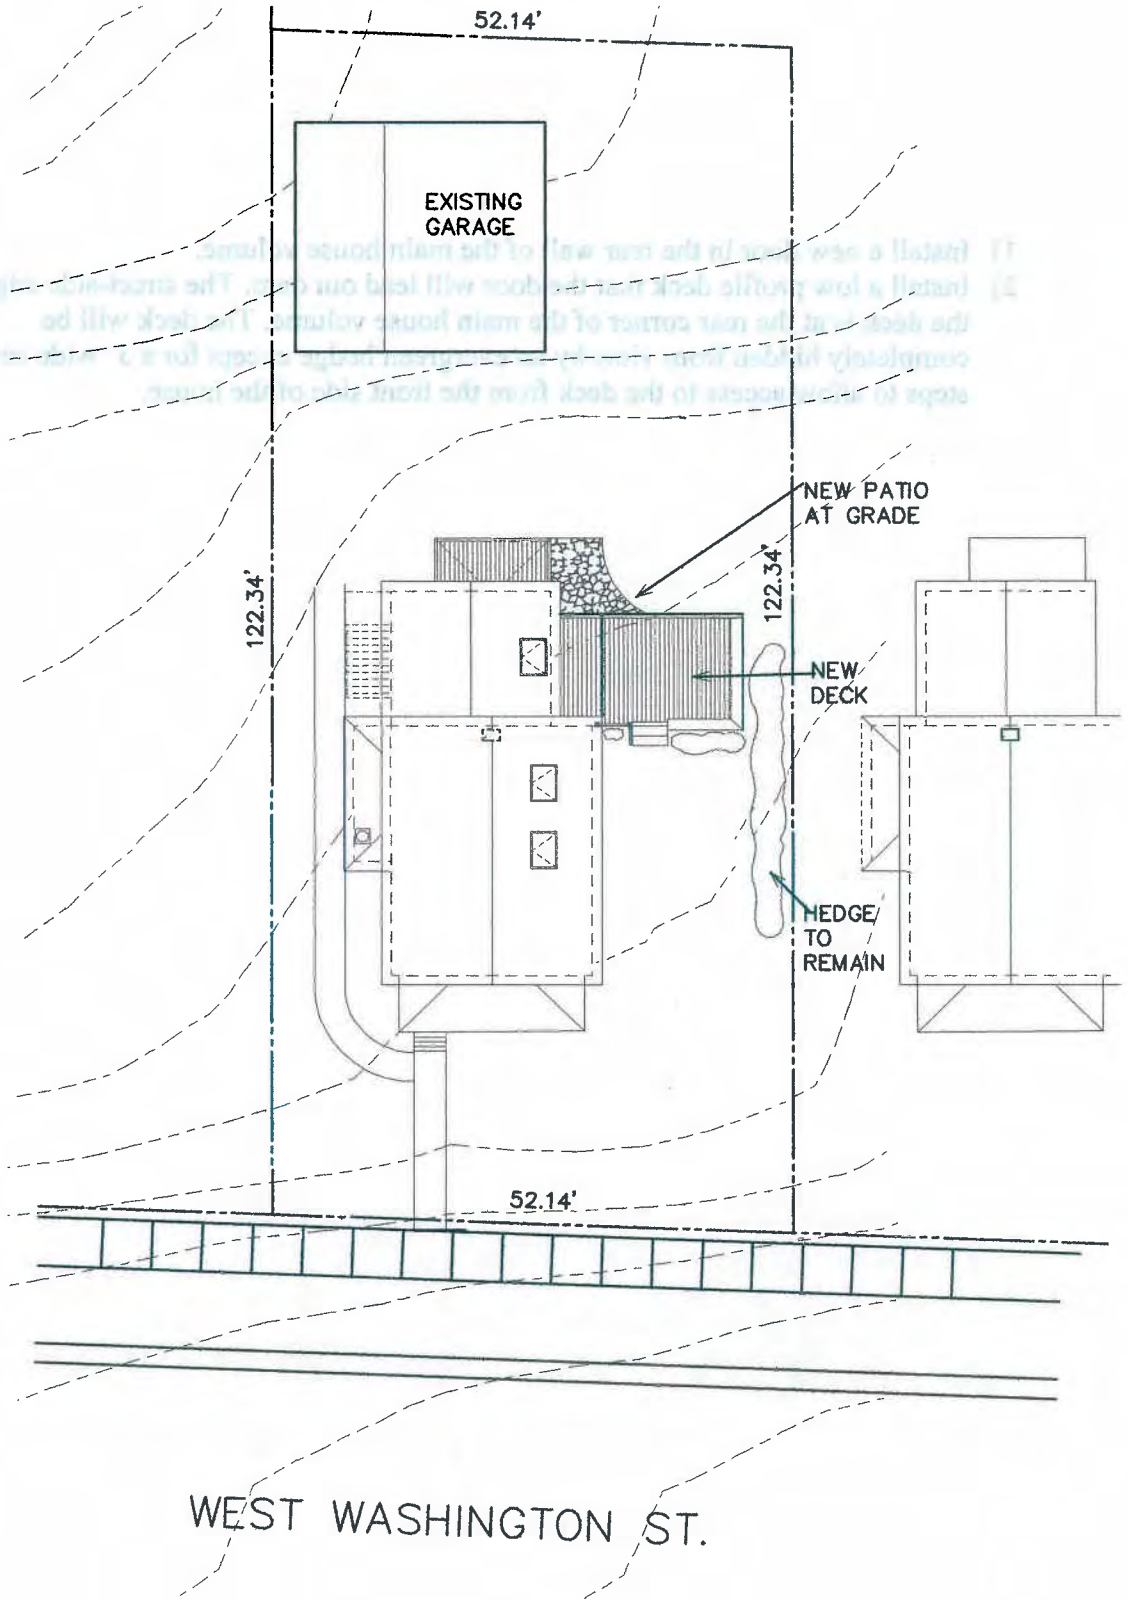 52.14'
EXISTING
GARAGE
1) Install a new door in the rear wall of the main house volume.
2) Install a low profile deck that the door will lead out onto. The street-side
the deck is at the rear corner of the main house volume. The deck will be
completely hidden from view by an evergreen hedge except for a 3' wide
steps to allow access to the deck from the front side of the house.
NEW PATIO
AT GRADE
122.34'
122.34'
NEW
DECK
HEDGE
TO
REMAIN
52.14'
WEST WASHINGTON ST.